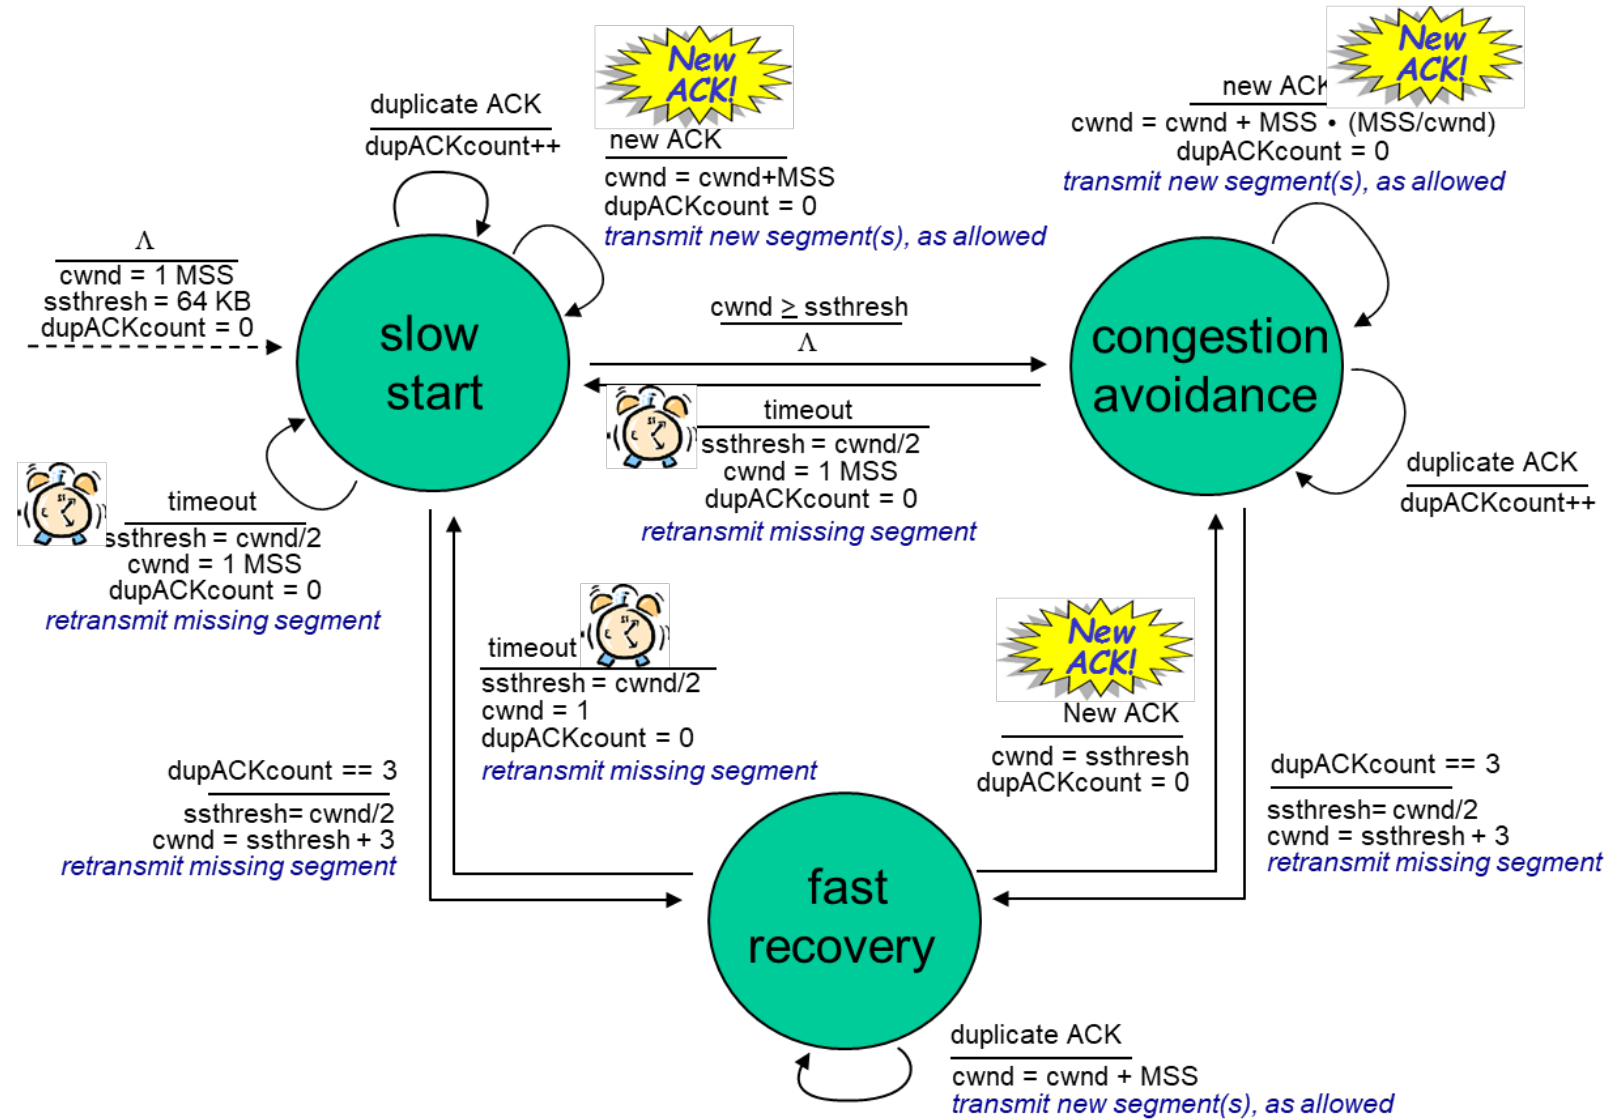 New
ACK!
duplicate ACK
dupACKcount++
new ACK
cwnd = cwnd+MSS
dupACKcount = 0
transmit new segment(s), as allowed
New
ACK!
new ACK
cwnd = cwnd + MSS • (MSS/cwnd)
dupACKcount = 0
transmit new segment(s), as allowed
Λ
cwnd = 1 MSS
ssthresh = 64 KB
dupACKcount = 0
slow
start
cwnd ≥ ssthresh
Λ
congestion
avoidance
timeout
ssthresh = cwnd/2
cwnd = 1 MSS
dupACKcount = 0
retransmit missing segment
duplicate ACK
dupACKcount++
timeout
ssthresh = cwnd/2
cwnd = 1 MSS
dupACKcount = 0
retransmit missing segment
timeout
ssthresh = cwnd/2
cwnd = 1
dupACKcount = 0
retransmit missing segment
New
ACK!
New ACK
cwnd = ssthresh
dupACKcount = 0
dupACKcount == 3
ssthresh= cwnd/2
cwnd = ssthresh + 3
retransmit missing segment
dupACKcount == 3
ssthresh= cwnd/2
cwnd = ssthresh + 3
retransmit missing segment
fast
recovery
duplicate ACK
cwnd = cwnd + MSS
transmit new segment(s), as allowed